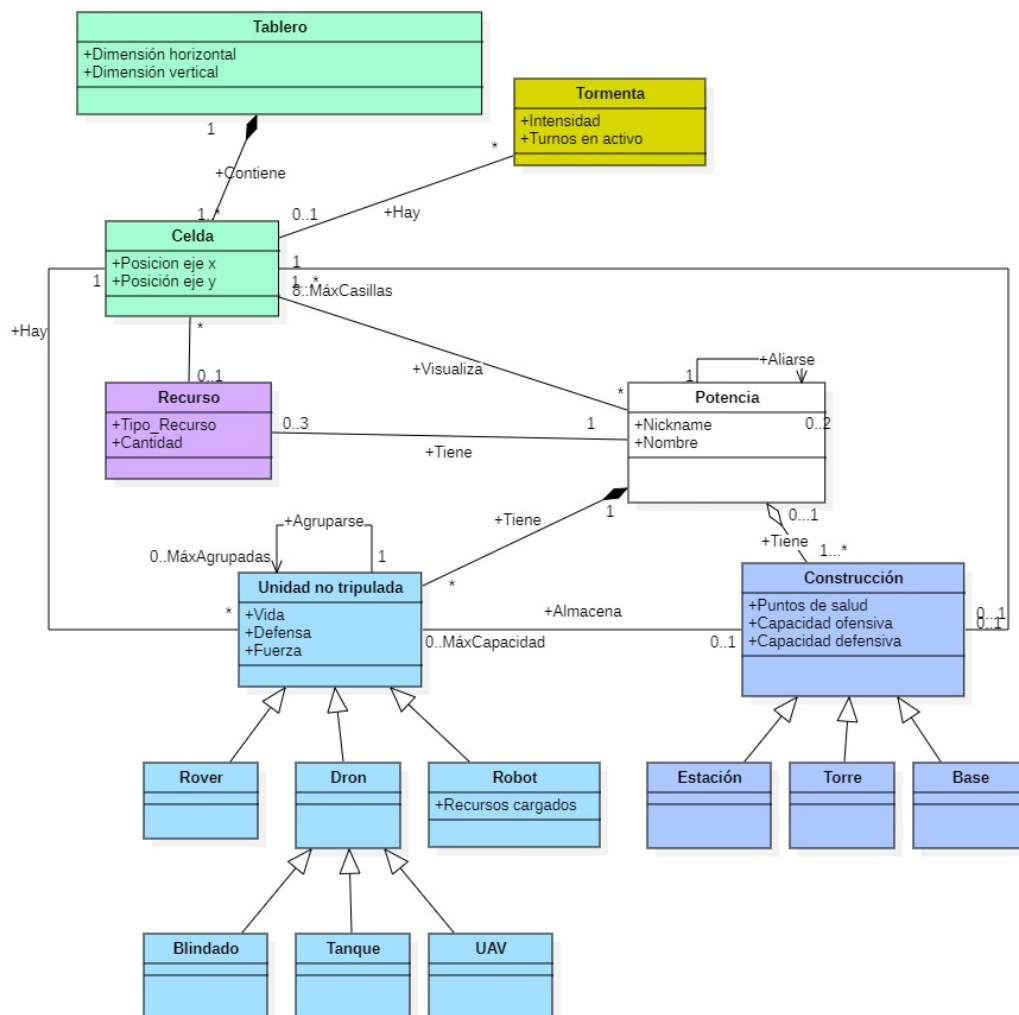 Tablero
+Dimensión horizontal
+Dimensión vertical
Tormenta
+Intensidad
+Turnos en activo
1
*
+Contiene
1..*
0..1
+Hay
Celda
+Posicion eje x
+Posición eje y
1
1
1...*
8..MáxCasillas
+Hay
*
+Visualiza
+Aliarse
0..1
1
Recurso
+Tipo_Recurso
+Cantidad
*
Potencia
+Nickname
+Nombre
0..3
1
0..2
+Tiene
+Tiene
1
0...1
+Agruparse
+Tiene
0..MáxAgrupadas
1
1...*
Unidad no tripulada
+Vida
+Defensa
+Fuerza
*
*
+Almacena
Construcción
+Puntos de salud
+Capacidad ofensiva
+Capacidad defensiva
0...1
0..1
0..MáxCapacidad
0..1
Rover
Dron
Robot
+Recursos cargados
Estación
Torre
Base
Blindado
Tanque
UAV